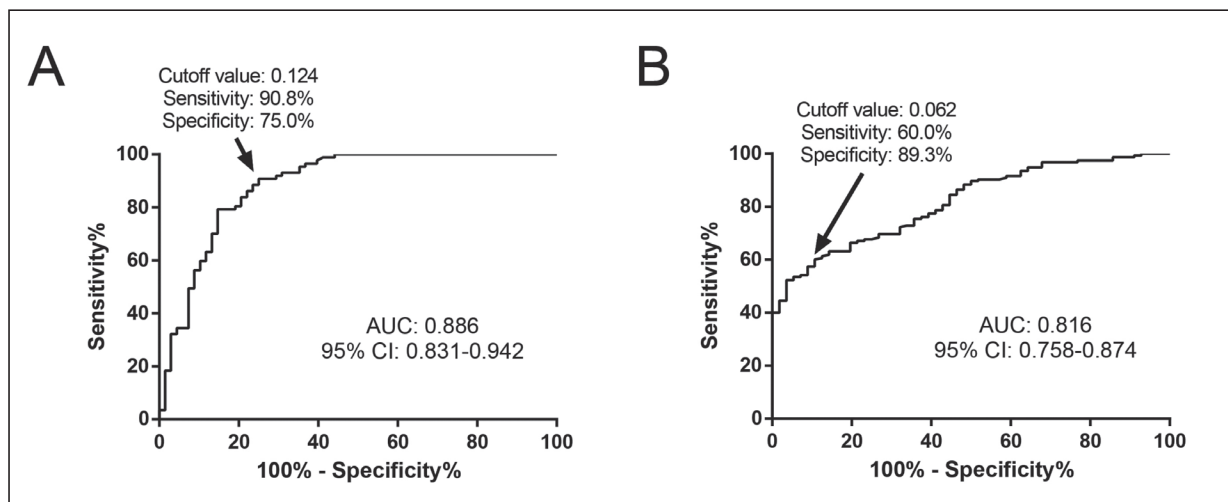 A
Cutoff value: 0.124
Sensitivity: 90.8%
Specificity: 75.0%
100
80
60
40
20
0
Sensitivity%
AUC: 0.886
95% CI: 0.831-0.942
0 20 40 60 80 100
100% - Specificity%
B
Cutoff value: 0.062
Sensitivity: 60.0%
Specificity: 89.3%
100
80
60
40
20
0
Sensitivity%
AUC: 0.816
95% CI: 0.758-0.874
0 20 40 60 80 100
100% - Specificity%